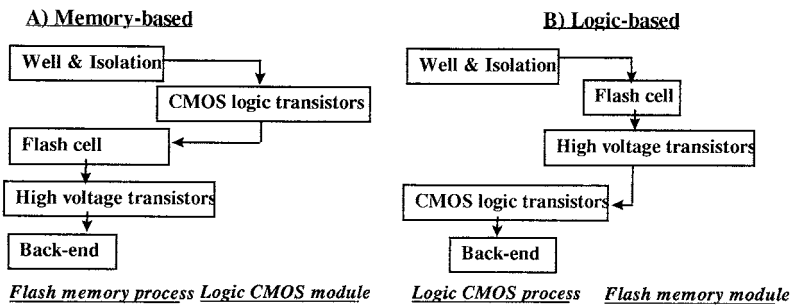 A) Memory-based
Well & Isolation
CMOS logic transistors
Flash cell
High voltage transistors
Back-end
Flash memory process Logic CMOS module
B) Logic-based
Well & Isolation
Flash cell
High voltage transistors
CMOS logic transistors
Back-end
Logic CMOS process Flash memory module